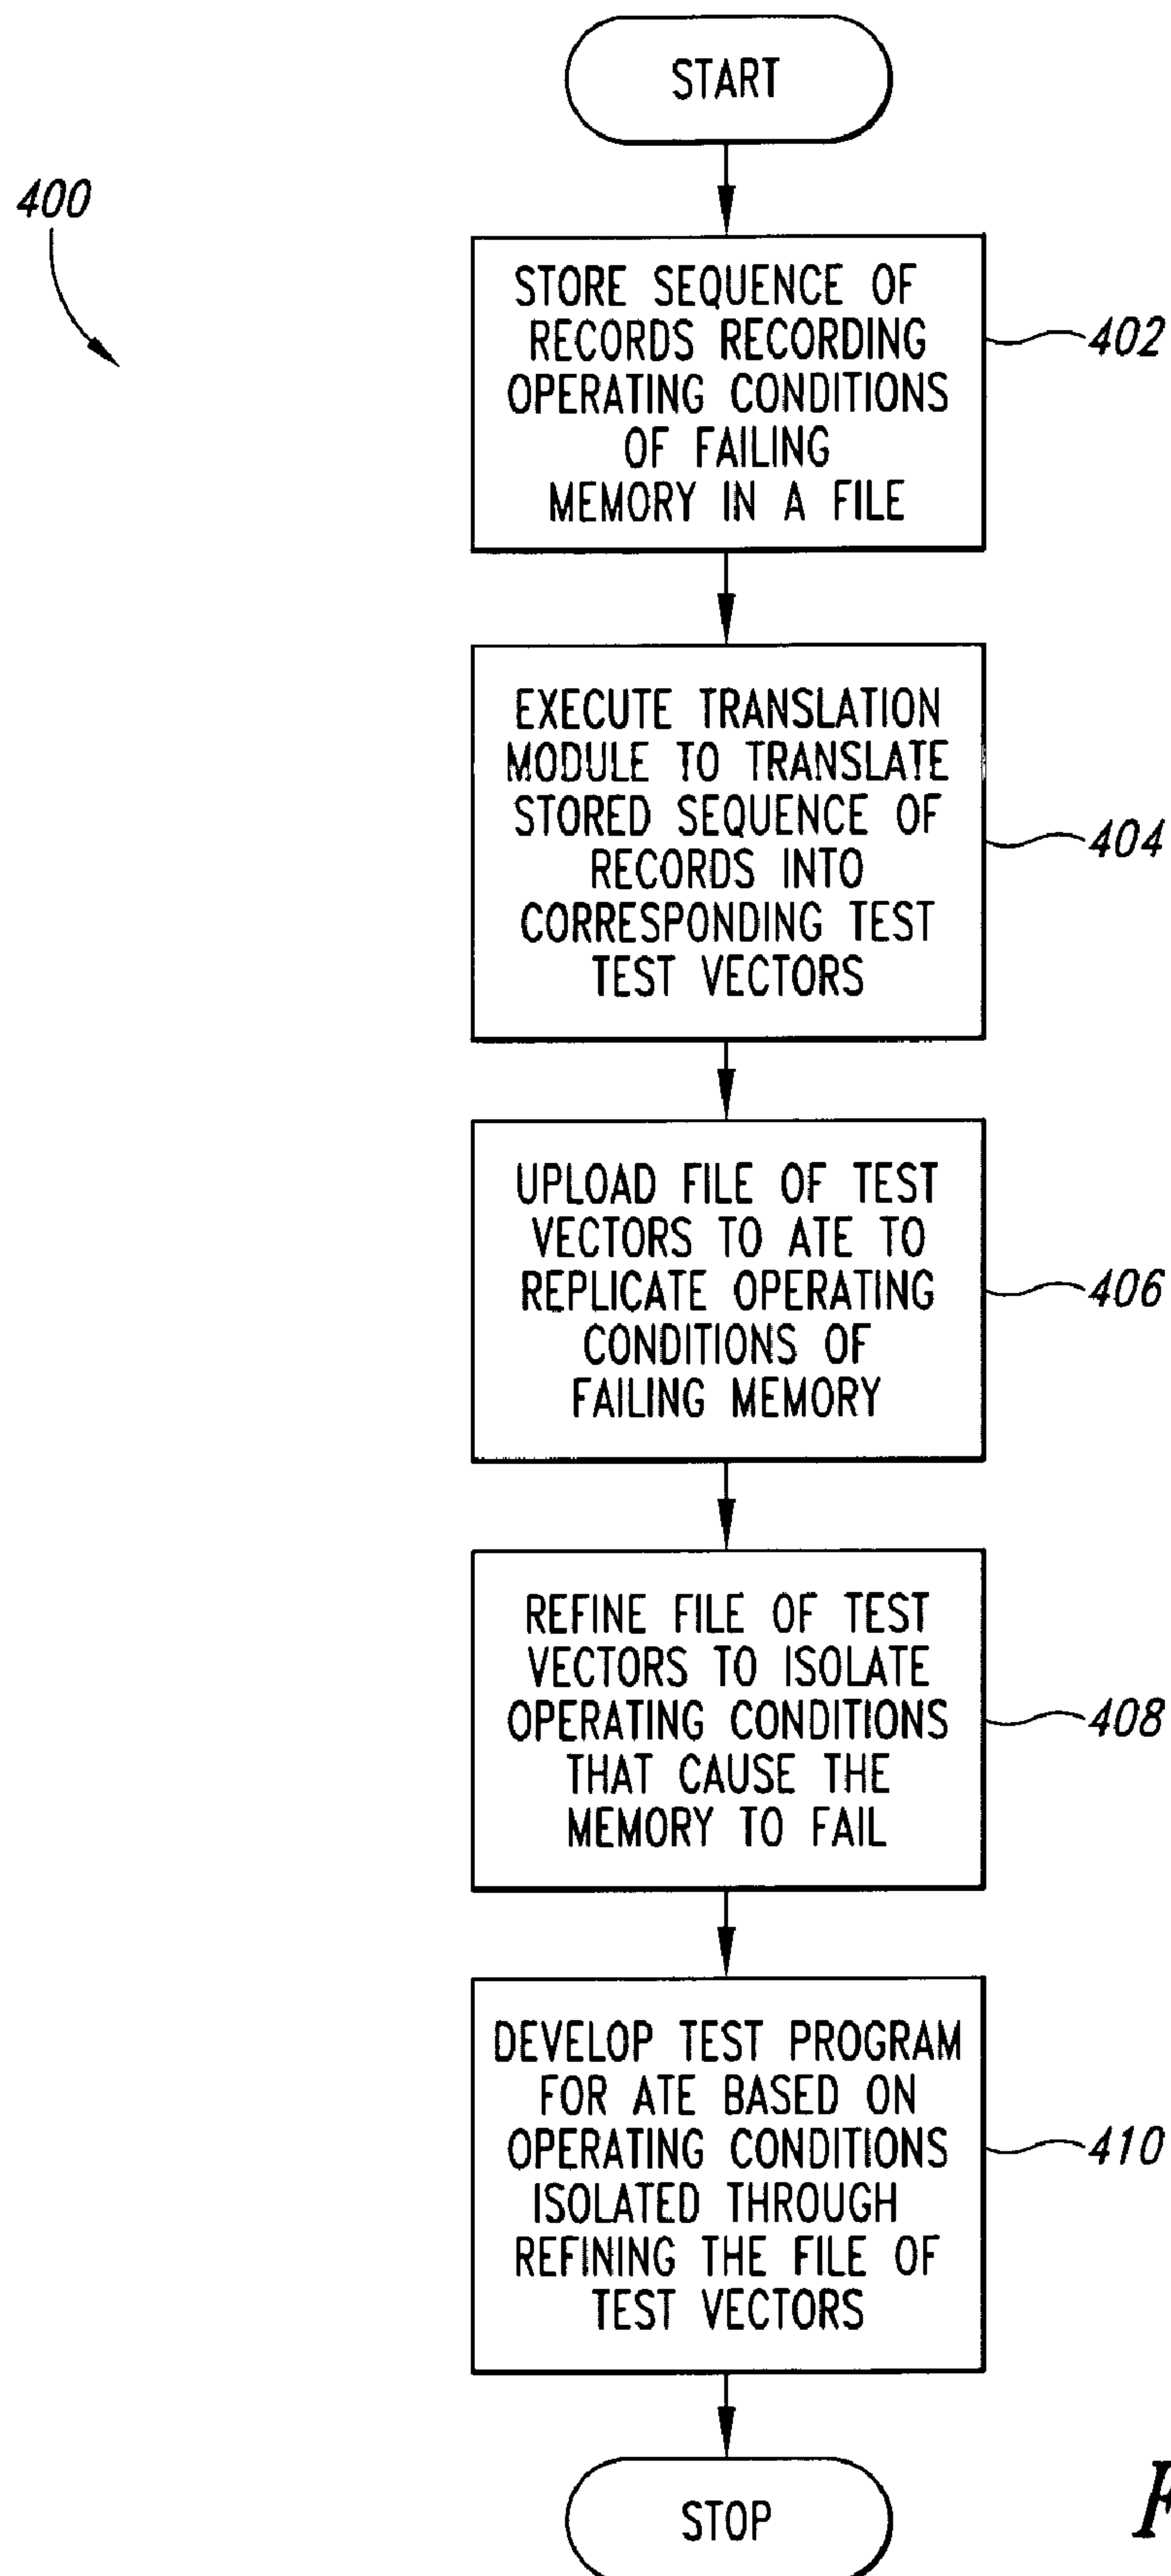 START
400
STORE SEQUENCE OF
RECORDS RECORDING
OPERATING CONDITIONS
OF FAILING
MEMORY IN A FILE
402
EXECUTE TRANSLATION
MODULE TO TRANSLATE
STORED SEQUENCE OF
RECORDS INTO
CORRESPONDING TEST
TEST VECTORS
404
UPLOAD FILE OF TEST
VECTORS TO ATE TO
REPLICATE OPERATING
CONDITIONS OF
FAILING MEMORY
406
REFINE FILE OF TEST
VECTORS TO ISOLATE
OPERATING CONDITIONS
THAT CAUSE THE
MEMORY TO FAIL
408
DEVELOP TEST PROGRAM
FOR ATE BASED ON
OPERATING CONDITIONS
ISOLATED THROUGH
REFINING THE FILE OF
TEST VECTORS
410
STOP